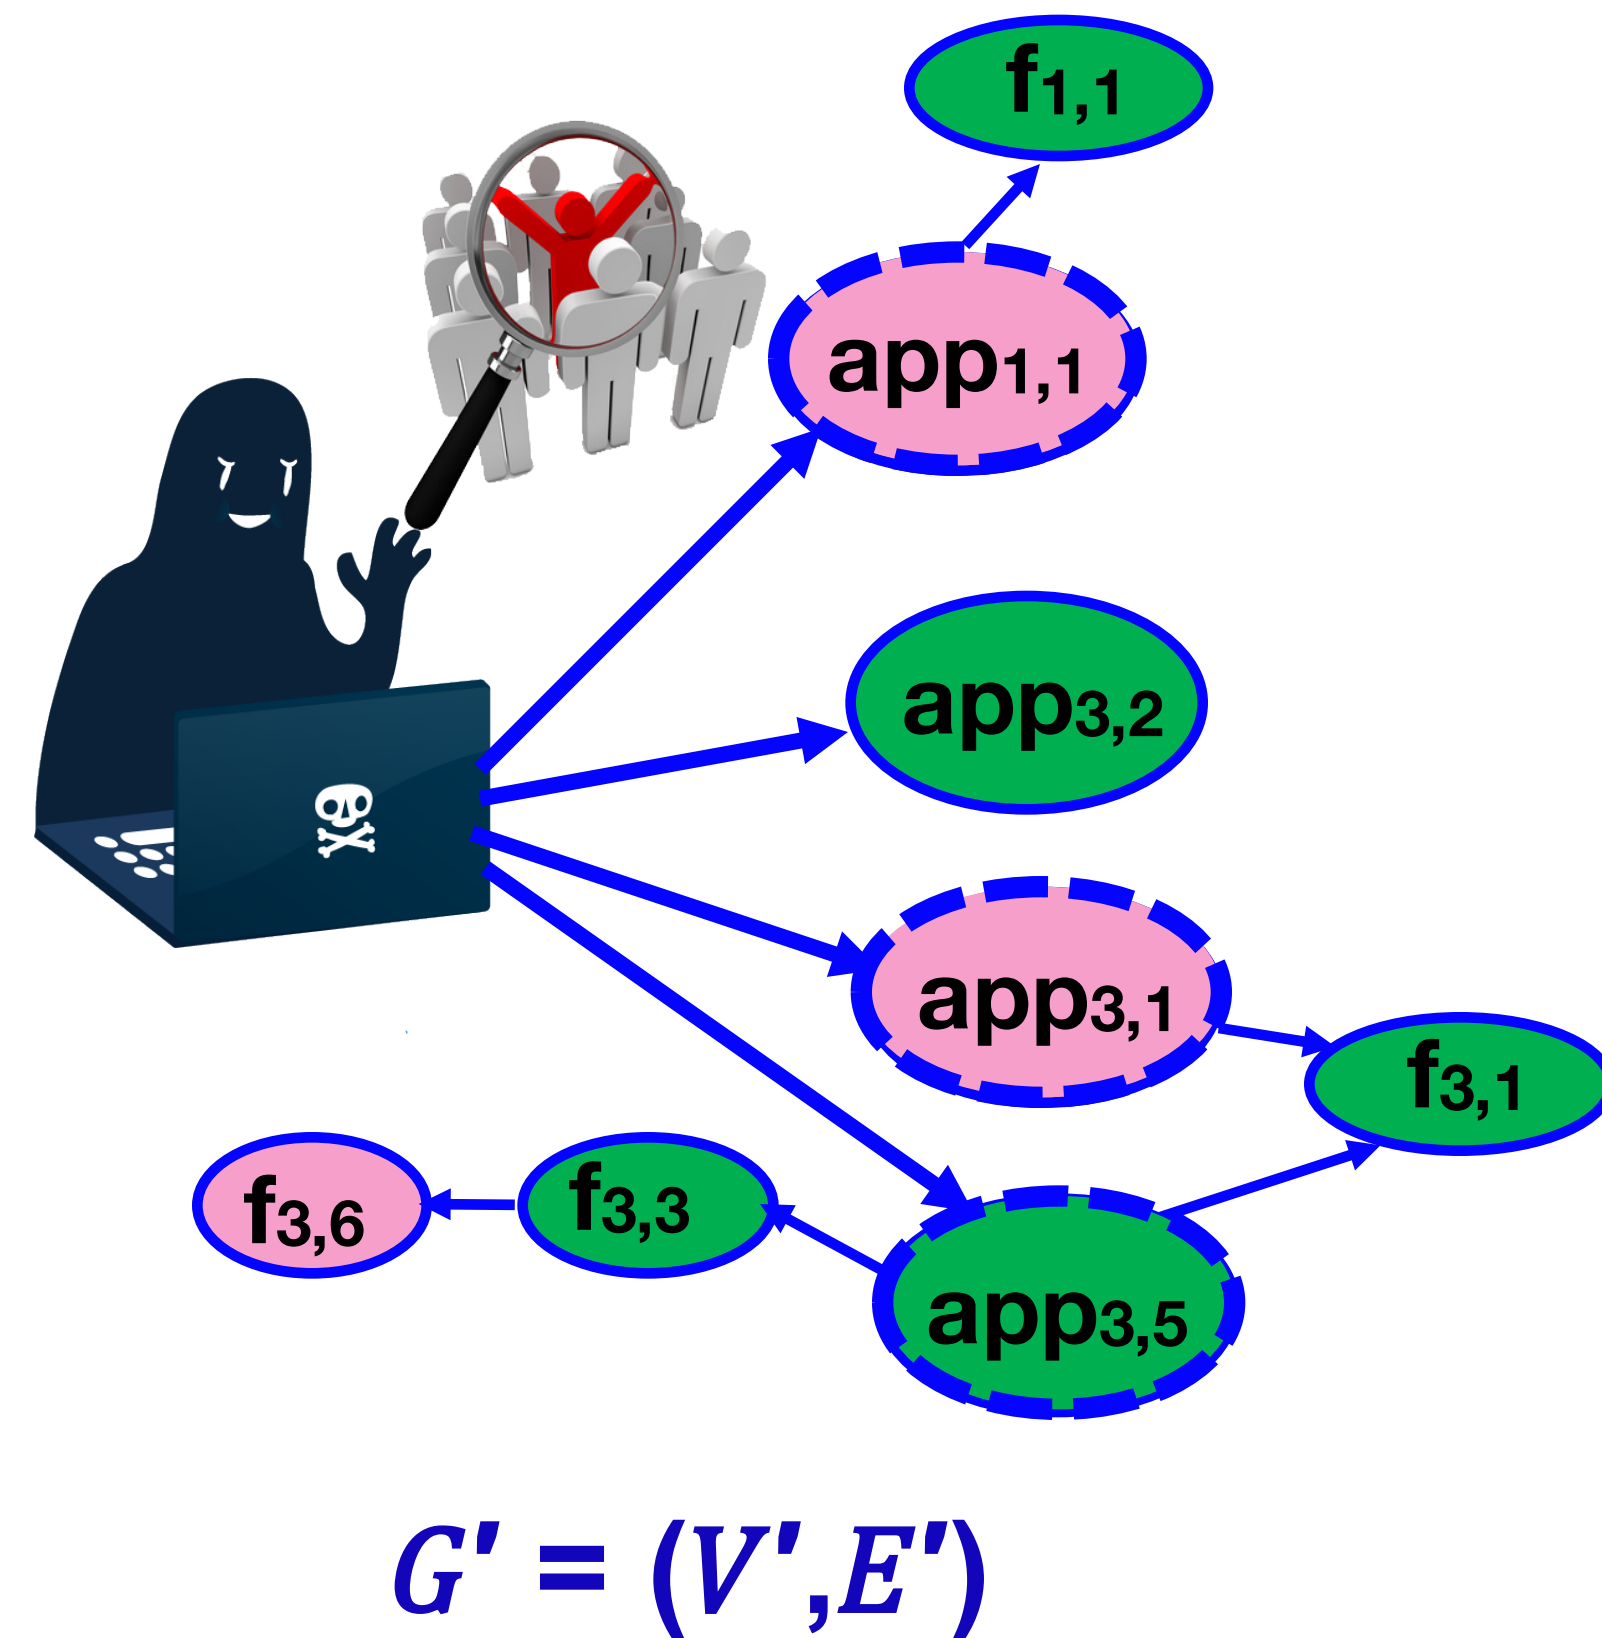 f1,1
app1,1
app3,2
app3,1
f3,1
f3,6
f3,3
app3,5
G' = (V',E')